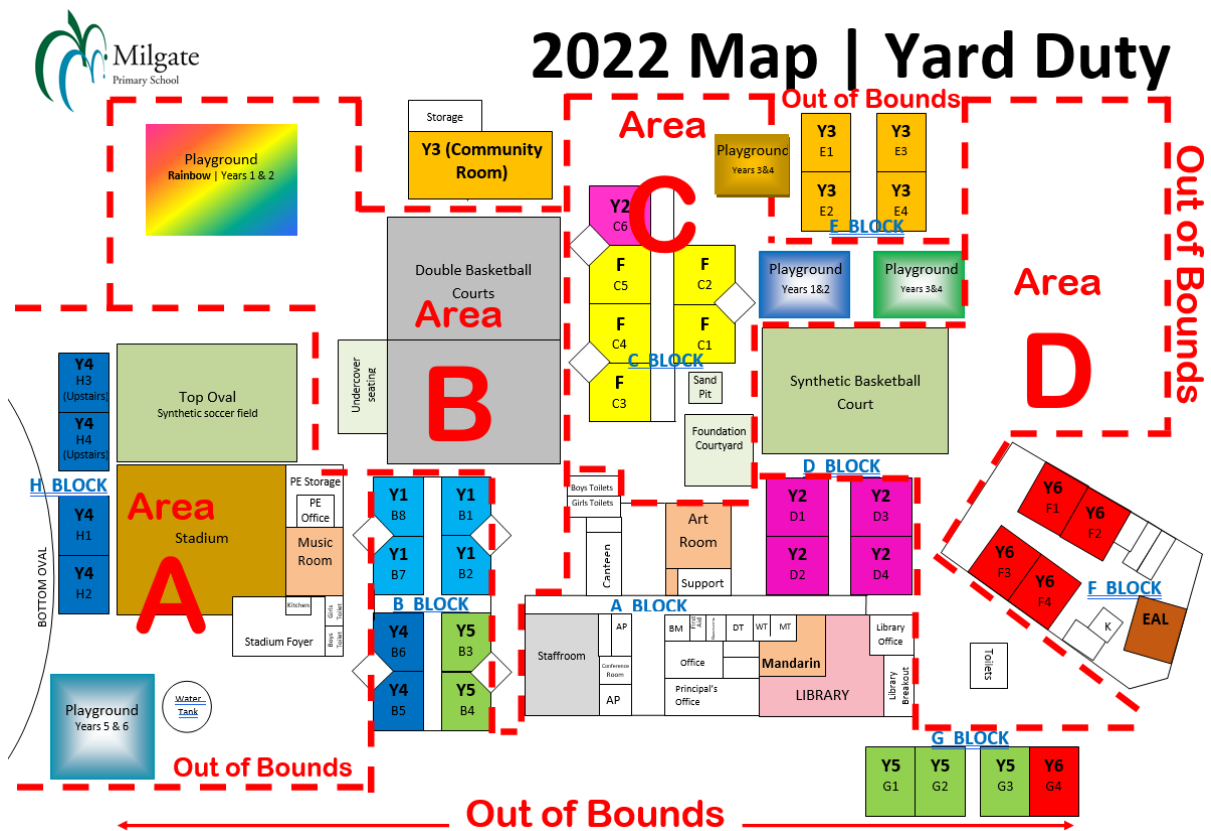 Milgate
Primary School
2022 Map | Yard Duty
Out of Bounds
Area
C
Playground
Rainbow | Years 1 & 2
Storage
Y3 (Community
Room)
Playground
Years 3&4
Y3
E1
Y3
E3
Y3
E2
Y3
E4
E BLOCK
Out of Bounds
Y2
C6
F
C5
F
C2
F
C4
F
C1
C BLOCK
F
C3
Playground
Years 1&2
Playground
Years 3&4
Area
D
Double Basketball
Courts
Area
B
Undercover
seating
Sand
Pit
Foundation
Courtyard
Synthetic Basketball
Court
Y4
H3
(Upstairs)
Y4
H4
(Upstairs)
H BLOCK
Y4
H1
Y4
H2
BOTTOM OVAL
Top Oval
Synthetic soccer field
Area
Stadium
A
PE Storage
PE
Office
Music
Room
Kitchen
Girls
Toilet
Boys
Toilet
Stadium Foyer
Y1
B8
Y1
B1
Y1
B7
Y1
B2
B BLOCK
Y4
B6
Y5
B3
Y4
B5
Y5
B4
Boys Toilets
Girls Toilets
Canteen
Art
Room
Support
D BLOCK
Y2
D1
Y2
D3
Y2
D2
Y2
D4
A BLOCK
Staffroom
AP
Conference
Room
AP
BM
First
Aid
DT
WT
MT
Office
Principal's
Office
Mandarin
LIBRARY
Library
Office
Library
Breakout
Y6
F1
Y6
F2
Y6
F3
Y6
F4
F BLOCK
K
EAL
Toilets
Playground
Years 5 & 6
Water
Tank
Out of Bounds
G BLOCK
Y5
G1
Y5
G2
Y5
G3
Y6
G4
Out of Bounds